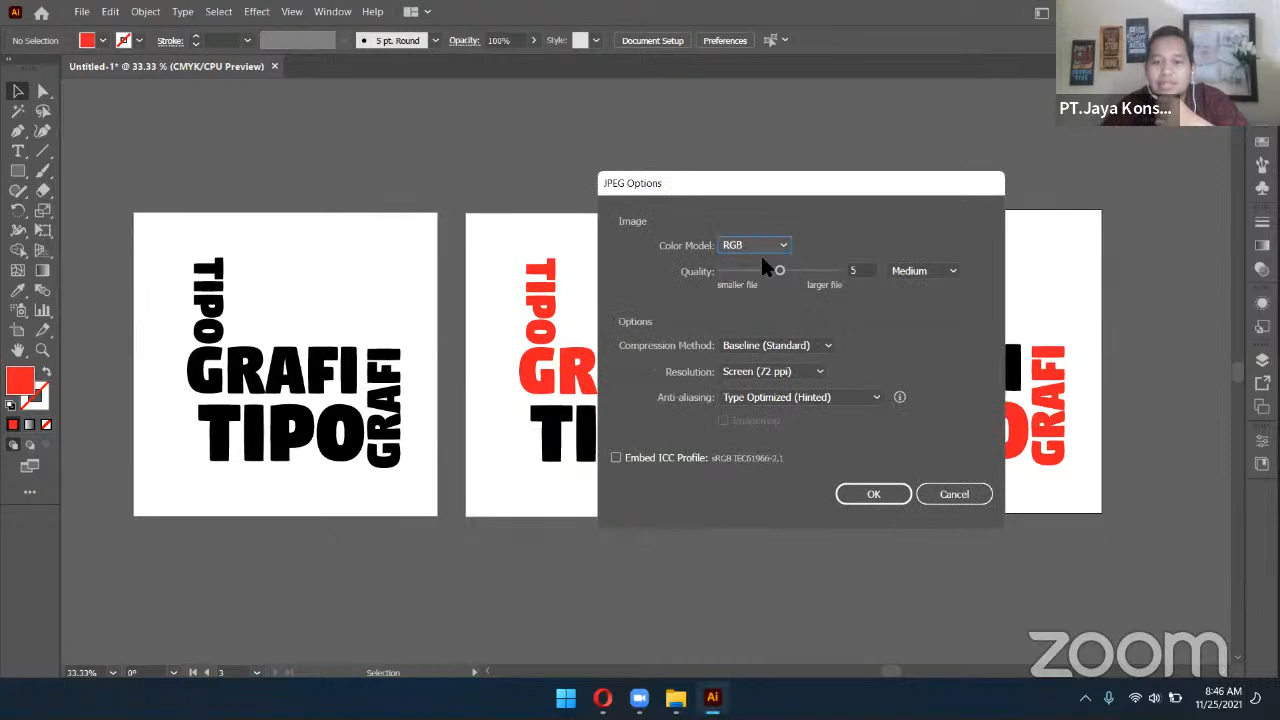 File Edit Object Type Select Effect View Window Help
No Selection Stroke: 5 pt. Round Opacity: 100% Style: Document Setup Preferences
Untitled-1* @ 33.33 % (CMYK/CPU Preview) ×
PT.Jaya Kons...
JPEG Options
Image
Color Model: RGB
Quality: 5 Medium
smaller file larger file
Options
Compression Method: Baseline (Standard)
Resolution: Screen (72 ppi)
Anti-aliasing: Type Optimized (Hinted)
Imagemap
Embed ICC Profile: sRGB IEC61966-2.1
OK Cancel
TIPO
GRAFI
TIPO
GRAFI
TIPO
GR
TI
GRAFI
zoom
33.33% 0° 3 Selection
Ai
8:46 AM
11/25/2021